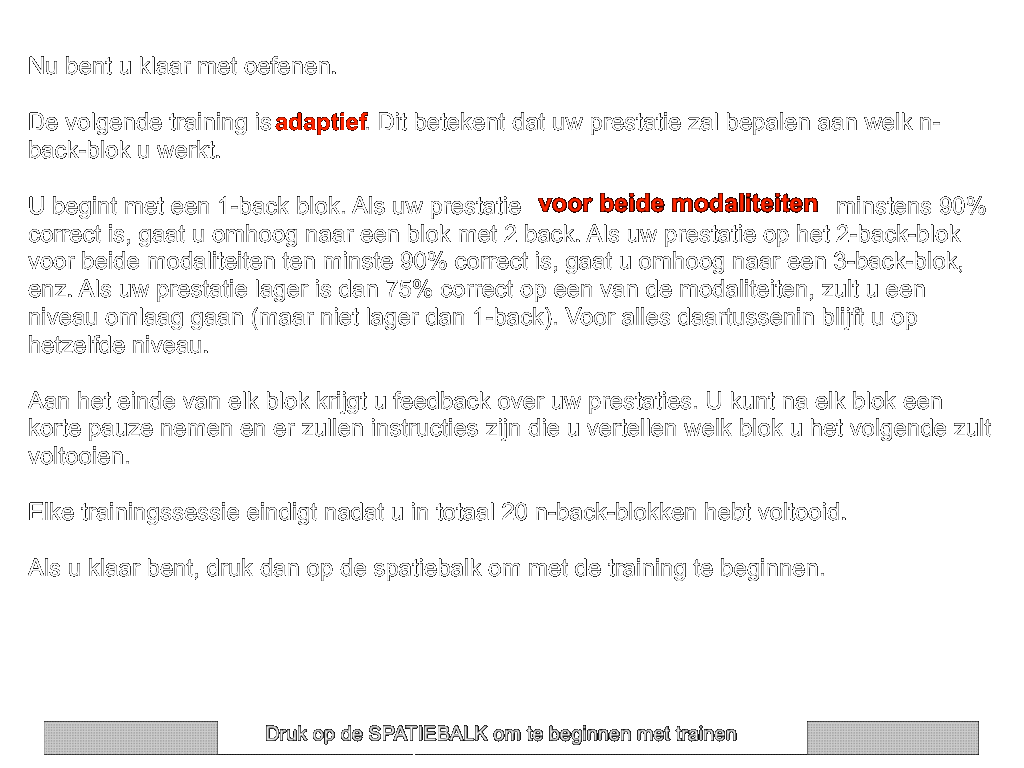 Nu bent u klaar met oefenen.
De volgende training is adaptief. Dit betekent dat uw prestatie zal bepalen aan welk n-
back-blok u werkt.
U begint met een 1-back blok. Als uw prestatie voor beide modaliteiten minstens 90%
correct is, gaat u omhoog naar een blok met 2 back. Als uw prestatie op het 2-back-blok
voor beide modaliteiten ten minste 90% correct is, gaat u omhoog naar een 3-back-blok,
enz. Als uw prestatie lager is dan 75% correct op een van de modaliteiten, zult u een
niveau omlaag gaan (maar niet lager dan 1-back). Voor alles daartussenin blijft u op
hetzelfde niveau.
Aan het einde van elk blok krijgt u feedback over uw prestaties. U kunt na elk blok een
korte pauze nemen en er zullen instructies zijn die u vertellen welk blok u het volgende zult
voltooien.
Elke trainingssessie eindigt nadat u in totaal 20 n-back-blokken hebt voltooid.
Als u klaar bent, druk dan op de spatiebalk om met de training te beginnen.
Druk op de SPATIEBALK om te beginnen met trainen